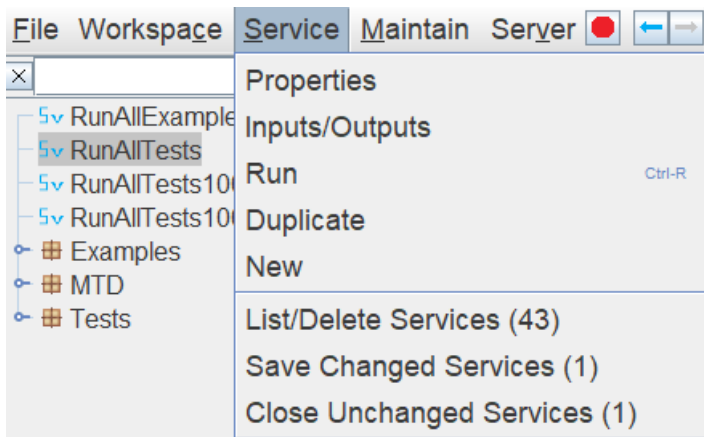 File Workspace Service Maintain Server
Properties
RunAllExample
Inputs/Outputs
RunAllTests
Run Ctrl-R
RunAllTests10
Duplicate
RunAllTests10
Examples
New
MTD
Tests
List/Delete Services (43)
Save Changed Services (1)
Close Unchanged Services (1)